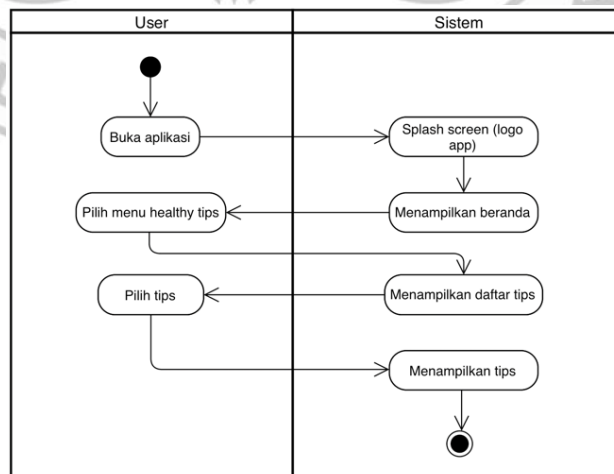 User
Sistem
Buka aplikasi
Splash screen (logo
app)
Menampilkan beranda
Pilih menu healthy tips
Menampilkan daftar tips
Pilih tips
Menampilkan tips